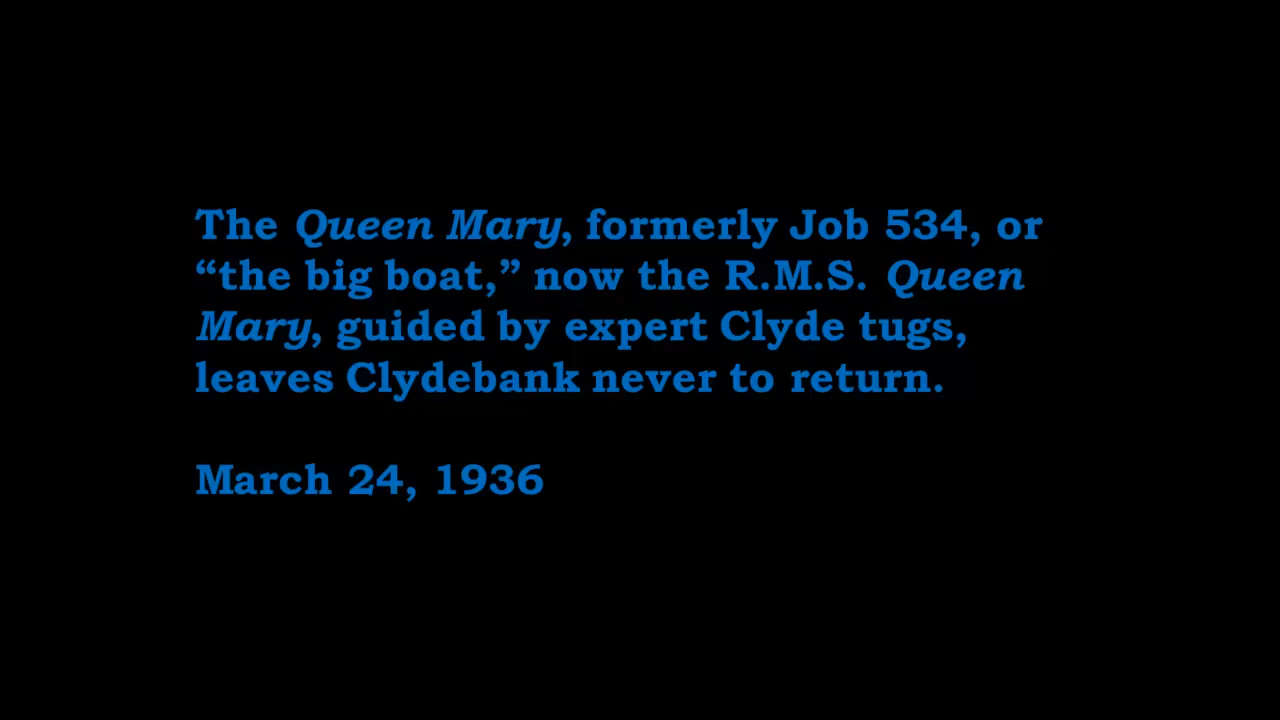 The Queen Mary, formerly Job 534, or
“the big boat,” now the R.M.S. Queen
Mary, guided by expert Clyde tugs,
leaves Clydebank never to return.
March 24, 1936